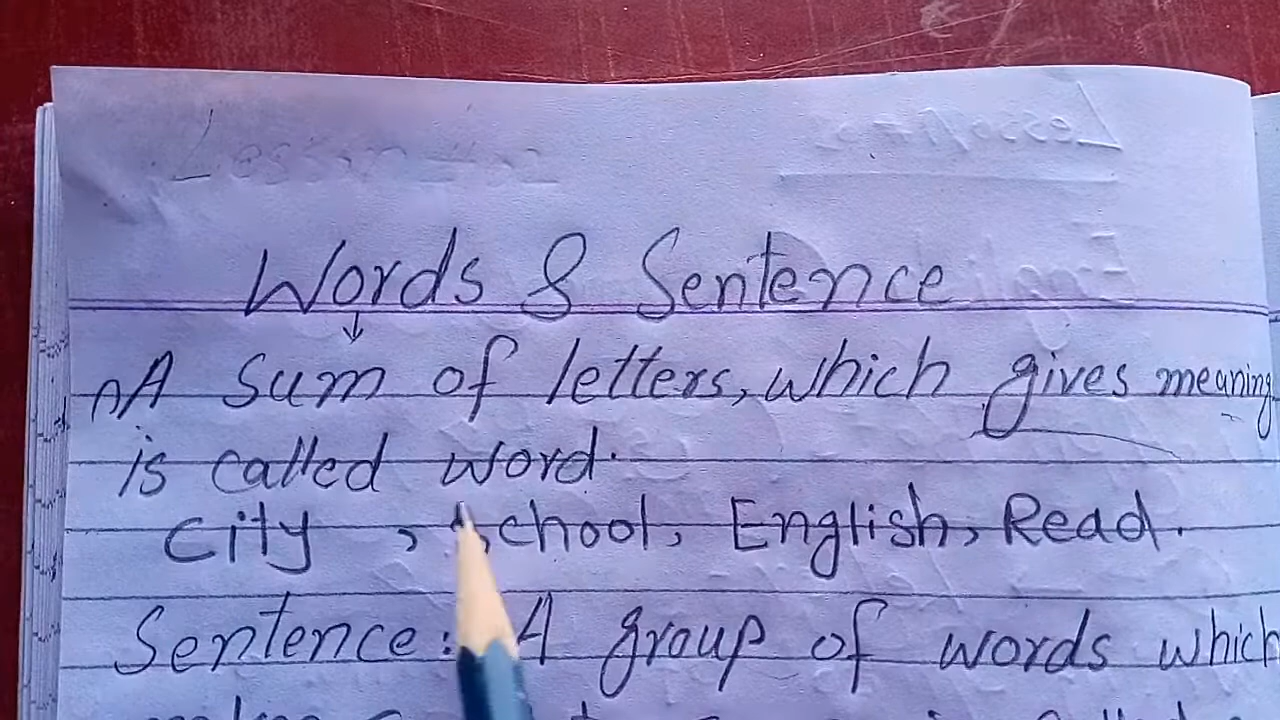 Words & Sentence
A Sum of letters, which gives meaning
is called word.
City, School, English, Read.
Sentence: A group of words which